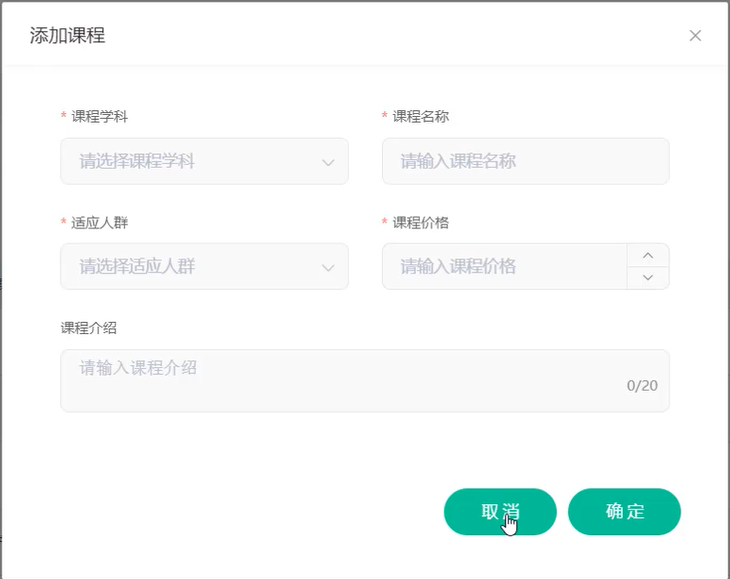 添加课程
* 课程学科
* 课程名称
请选择课程学科
请输入课程名称
* 适应人群
* 课程价格
请选择适应人群
请输入课程价格
课程介绍
请输入课程介绍
0/20
取消
确定